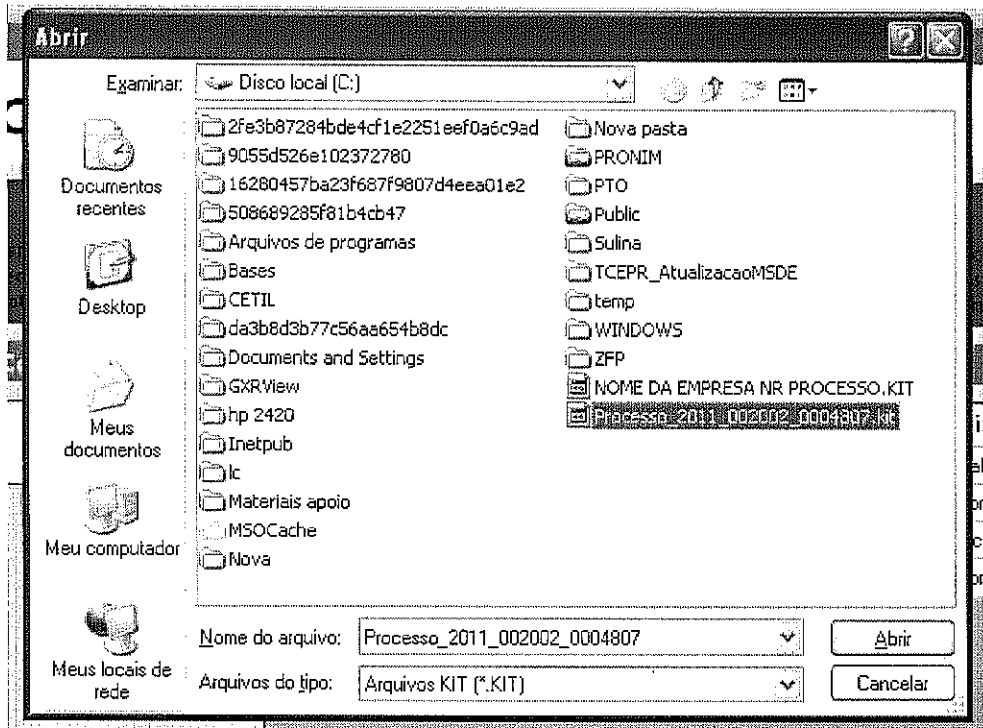 Abrir
Examinar:
Disco local (C:)
Documentos
recentes
Desktop
Meus
documentos
Meu computador
Meus locais de
rede
2fe3b87284bde4cf1e2251eef0a6c9ad
9055d526e102372780
16280457ba23f687f9807d4eea01e2
508689285f81b4cb47
Arquivos de programas
Bases
CETIL
da3b8d3b77c56aa654b8dc
Documents and Settings
GXRView
hp 2420
Inetpub
lc
Materiais apoio
MSOCache
Nova
Nova pasta
PRONIM
PTO
Public
Sulina
TCEPR_AtualizacaoMSDE
temp
WINDOWS
ZFP
NOME DA EMPRESA NR PROCESSO.KIT
Processo_2011_002002_0004807.kit
Nome do arquivo:
Processo_2011_002002_0004807
Abrir
Arquivos do tipo:
Arquivos KIT (*.KIT)
Cancelar